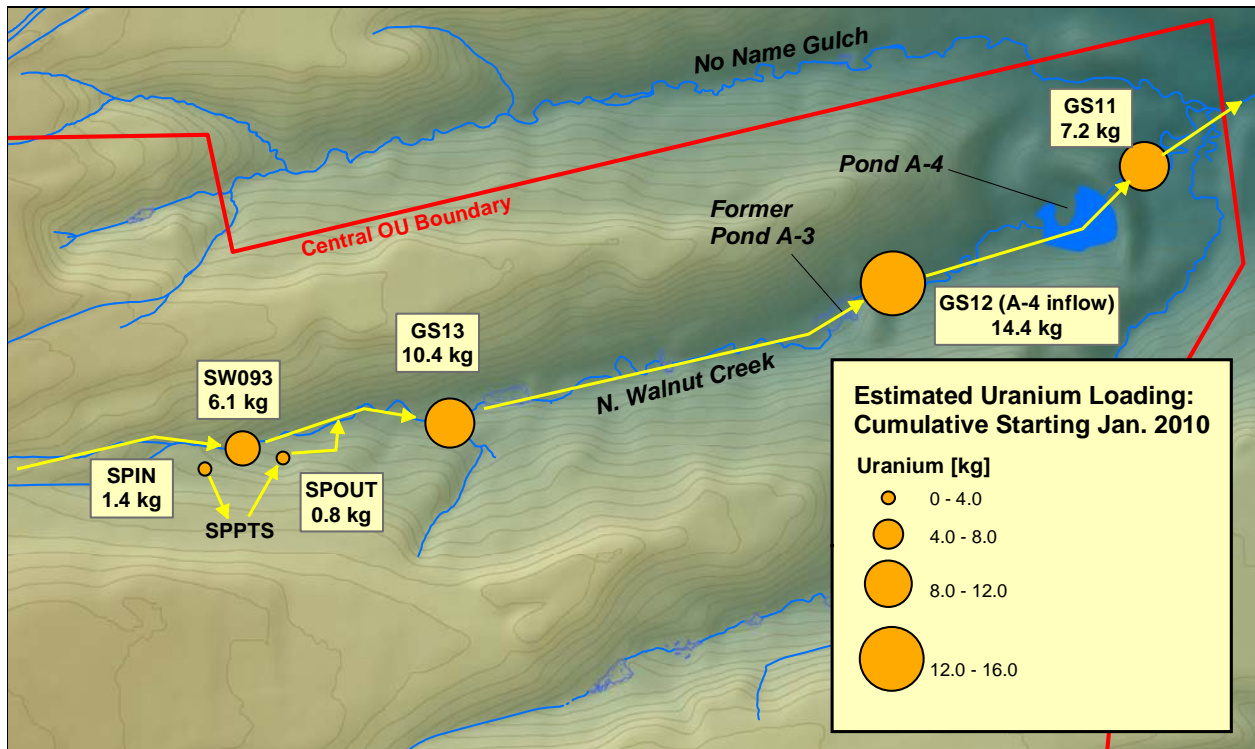 No Name Gulch
GS11
7.2 kg
Pond A-4
Former
Pond A-3
Central OU Boundary
GS12 (A-4 inflow)
14.4 kg
GS13
10.4 kg
N. Walnut Creek
SW093
6.1 kg
SPIN
1.4 kg
SPOUT
0.8 kg
SPPTS
Estimated Uranium Loading:
Cumulative Starting Jan. 2010
Uranium [kg]
0 - 4.0
4.0 - 8.0
8.0 - 12.0
12.0 - 16.0